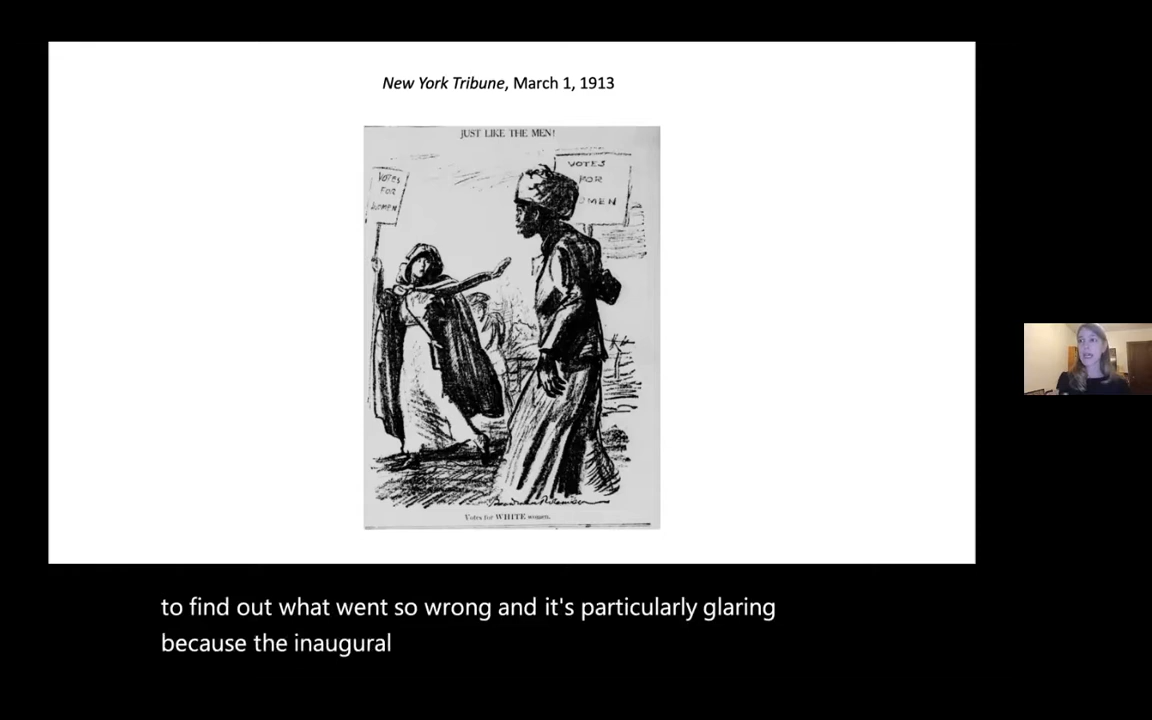 New York Tribune, March 1, 1913
JUST LIKE THE MEN!
VOTES
FOR
WOMEN
VOTES
FOR
OMEN
Votes for WHITE women.
to find out what went so wrong and it's particularly glaring
because the inaugural